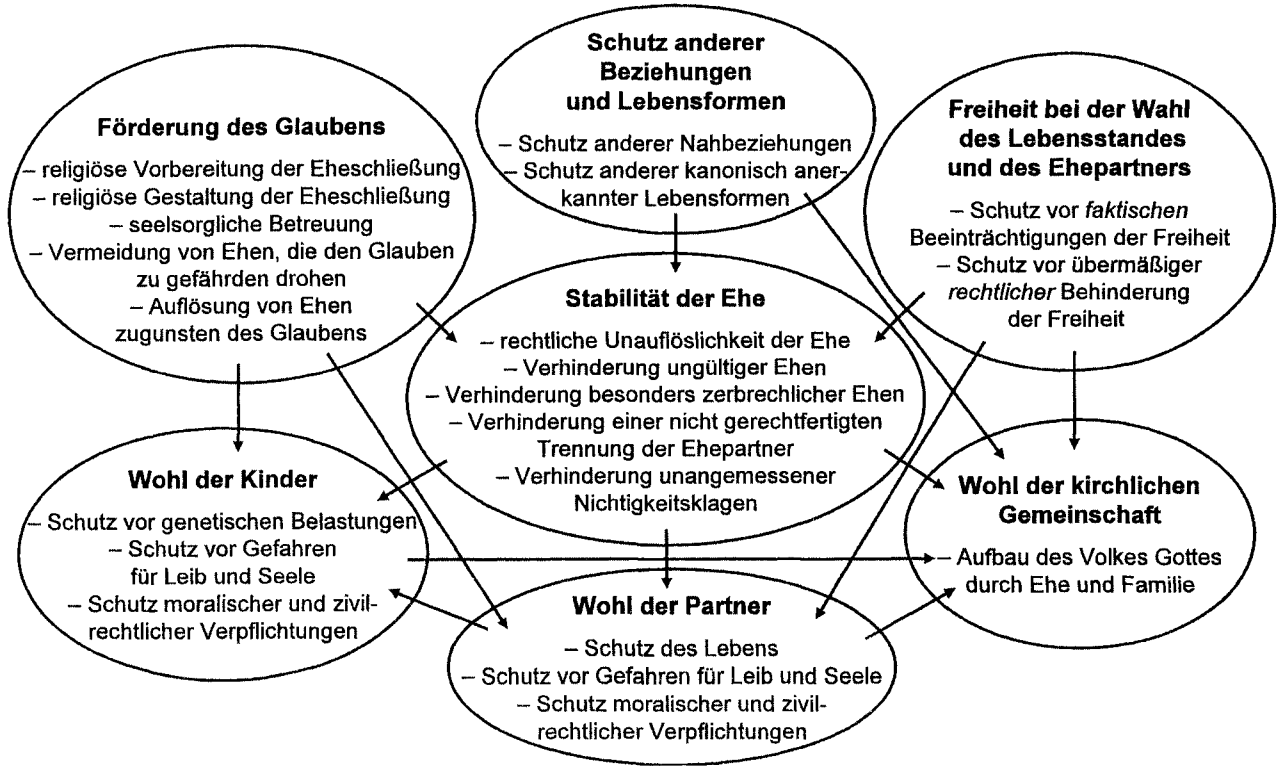 Förderung des Glaubens
– religiöse Vorbereitung der Eheschließung
– religiöse Gestaltung der Eheschließung
– seelsorgliche Betreuung
– Vermeidung von Ehen, die den Glauben
zu gefährden drohen
– Auflösung von Ehen
zugunsten des Glaubens
Schutz anderer
Beziehungen
und Lebensformen
– Schutz anderer Nahbeziehungen
– Schutz anderer kanonisch aner-
kannter Lebensformen
Freiheit bei der Wahl
des Lebensstandes
und des Ehepartners
– Schutz vor faktischen
Beeinträchtigungen der Freiheit
– Schutz vor übermäßiger
rechtlicher Behinderung
der Freiheit
Stabilität der Ehe
– rechtliche Unauflöslichkeit der Ehe
– Verhinderung ungültiger Ehen
– Verhinderung besonders zerbrechlicher Ehen
– Verhinderung einer nicht gerechtfertigten
Trennung der Ehepartner
– Verhinderung unangemessener
Nichtigkeitsklagen
Wohl der Kinder
– Schutz vor genetischen Belastungen
– Schutz vor Gefahren
für Leib und Seele
– Schutz moralischer und zivil-
rechtlicher Verpflichtungen
Wohl der Partner
– Schutz des Lebens
– Schutz vor Gefahren für Leib und Seele
– Schutz moralischer und zivil-
rechtlicher Verpflichtungen
Wohl der kirchlichen
Gemeinschaft
– Aufbau des Volkes Gottes
durch Ehe und Familie